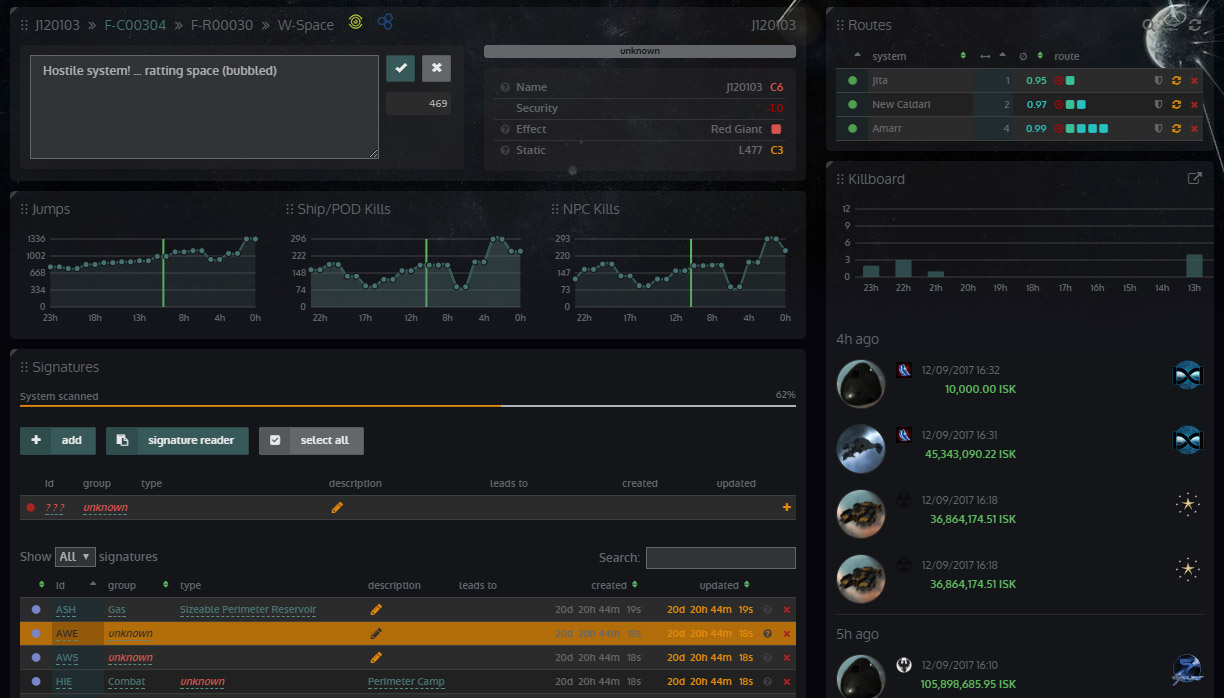 J120103 » F-C00304 » F-R00030 » W-Space
J120103
Hostile system! ... ratting space (bubbled)
469
unknown
Name J120103 C6
Security -1.0
Effect Red Giant
Static L477 C3
Jumps
1336
1002
668
334
0
23h 18h 13h 8h 4h 0h
Ship/POD Kills
296
222
148
74
0
22h 17h 12h 8h 4h 0h
NPC Kills
293
220
147
73
0
22h 17h 12h 8h 4h 0h
Signatures
System scanned 62%
add signature reader select all
id group type description leads to created updated
??? unknown
Show All signatures
Search:
id group type description leads to created updated
ASH Gas Sizeable Perimeter Reservoir 20d 20h 44m 19s 20d 20h 44m 19s
AWE unknown 20d 20h 44m 18s 20d 20h 44m 18s
AWS unknown 20d 20h 44m 18s 20d 20h 44m 18s
HIE Combat unknown Perimeter Camp 20d 20h 44m 18s 20d 20h 44m 18s
Routes
system Ø route
Jita 1 0.95
New Caldari 2 0.97
Amarr 4 0.99
Killboard
12
9
6
3
0
23h 22h 21h 20h 19h 18h 17h 16h 15h 14h 13h
4h ago
12/09/2017 16:32
10,000.00 ISK
12/09/2017 16:31
45,343,090.22 ISK
12/09/2017 16:18
36,864,174.51 ISK
12/09/2017 16:18
36,864,174.51 ISK
5h ago
12/09/2017 16:10
105,898,685.95 ISK